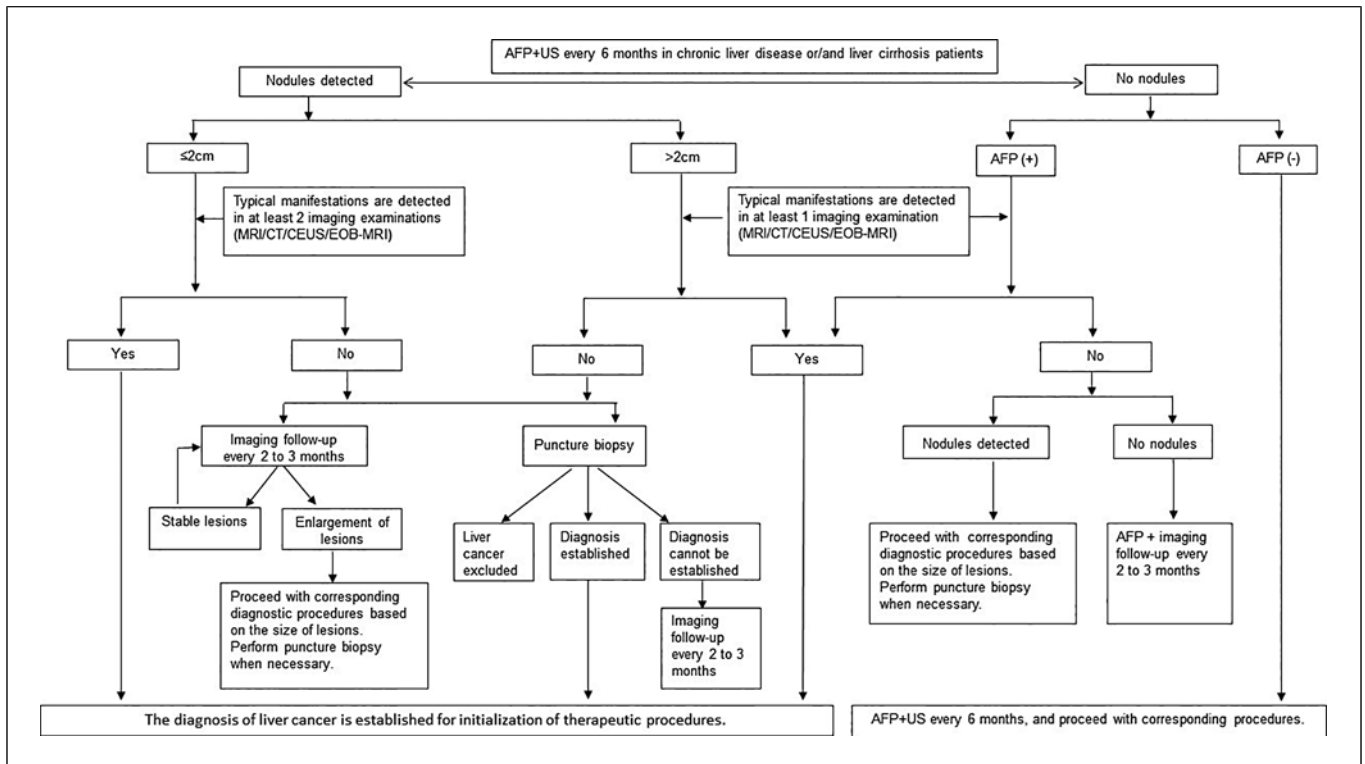 AFP+US every 6 months in chronic liver disease or/and liver cirrhosis patients
Nodules detected
No nodules
≤2cm
>2cm
AFP (+)
AFP (-)
Typical manifestations are detected
in at least 2 imaging examinations
(MRI/CT/CEUS/EOB-MRI)
Typical manifestations are detected
in at least 1 imaging examination
(MRI/CT/CEUS/EOB-MRI)
Yes
No
No
Yes
No
Imaging follow-up
every 2 to 3 months
Puncture biopsy
Nodules detected
No nodules
Stable lesions
Enlargement of
lesions
Liver
cancer
excluded
Diagnosis
established
Diagnosis
cannot be
established
Proceed with corresponding
diagnostic procedures based
on the size of lesions.
Perform puncture biopsy
when necessary.
AFP + imaging
follow-up every
2 to 3 months
Proceed with corresponding
diagnostic procedures based
on the size of lesions.
Perform puncture biopsy
when necessary.
Imaging
follow-up
every 2 to 3
months
The diagnosis of liver cancer is established for initialization of therapeutic procedures.
AFP+US every 6 months, and proceed with corresponding procedures.